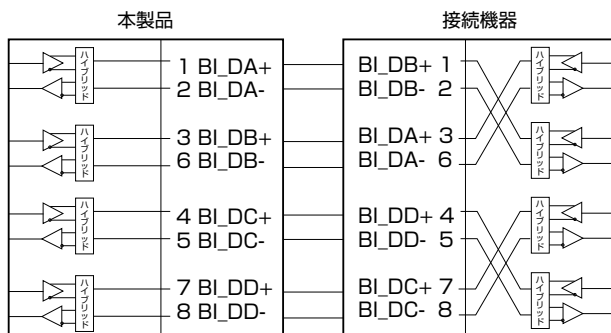 本製品
ハイブリッド
1 BI_DA+
2 BI_DA-
ハイブリッド
3 BI_DB+
6 BI_DB-
ハイブリッド
4 BI_DC+
5 BI_DC-
ハイブリッド
7 BI_DD+
8 BI_DD-
接続機器
BI_DB+ 1
BI_DB- 2
ハイブリッド
BI_DA+ 3
BI_DA- 6
ハイブリッド
BI_DD+ 4
BI_DD- 5
ハイブリッド
BI_DC+ 7
BI_DC- 8
ハイブリッド